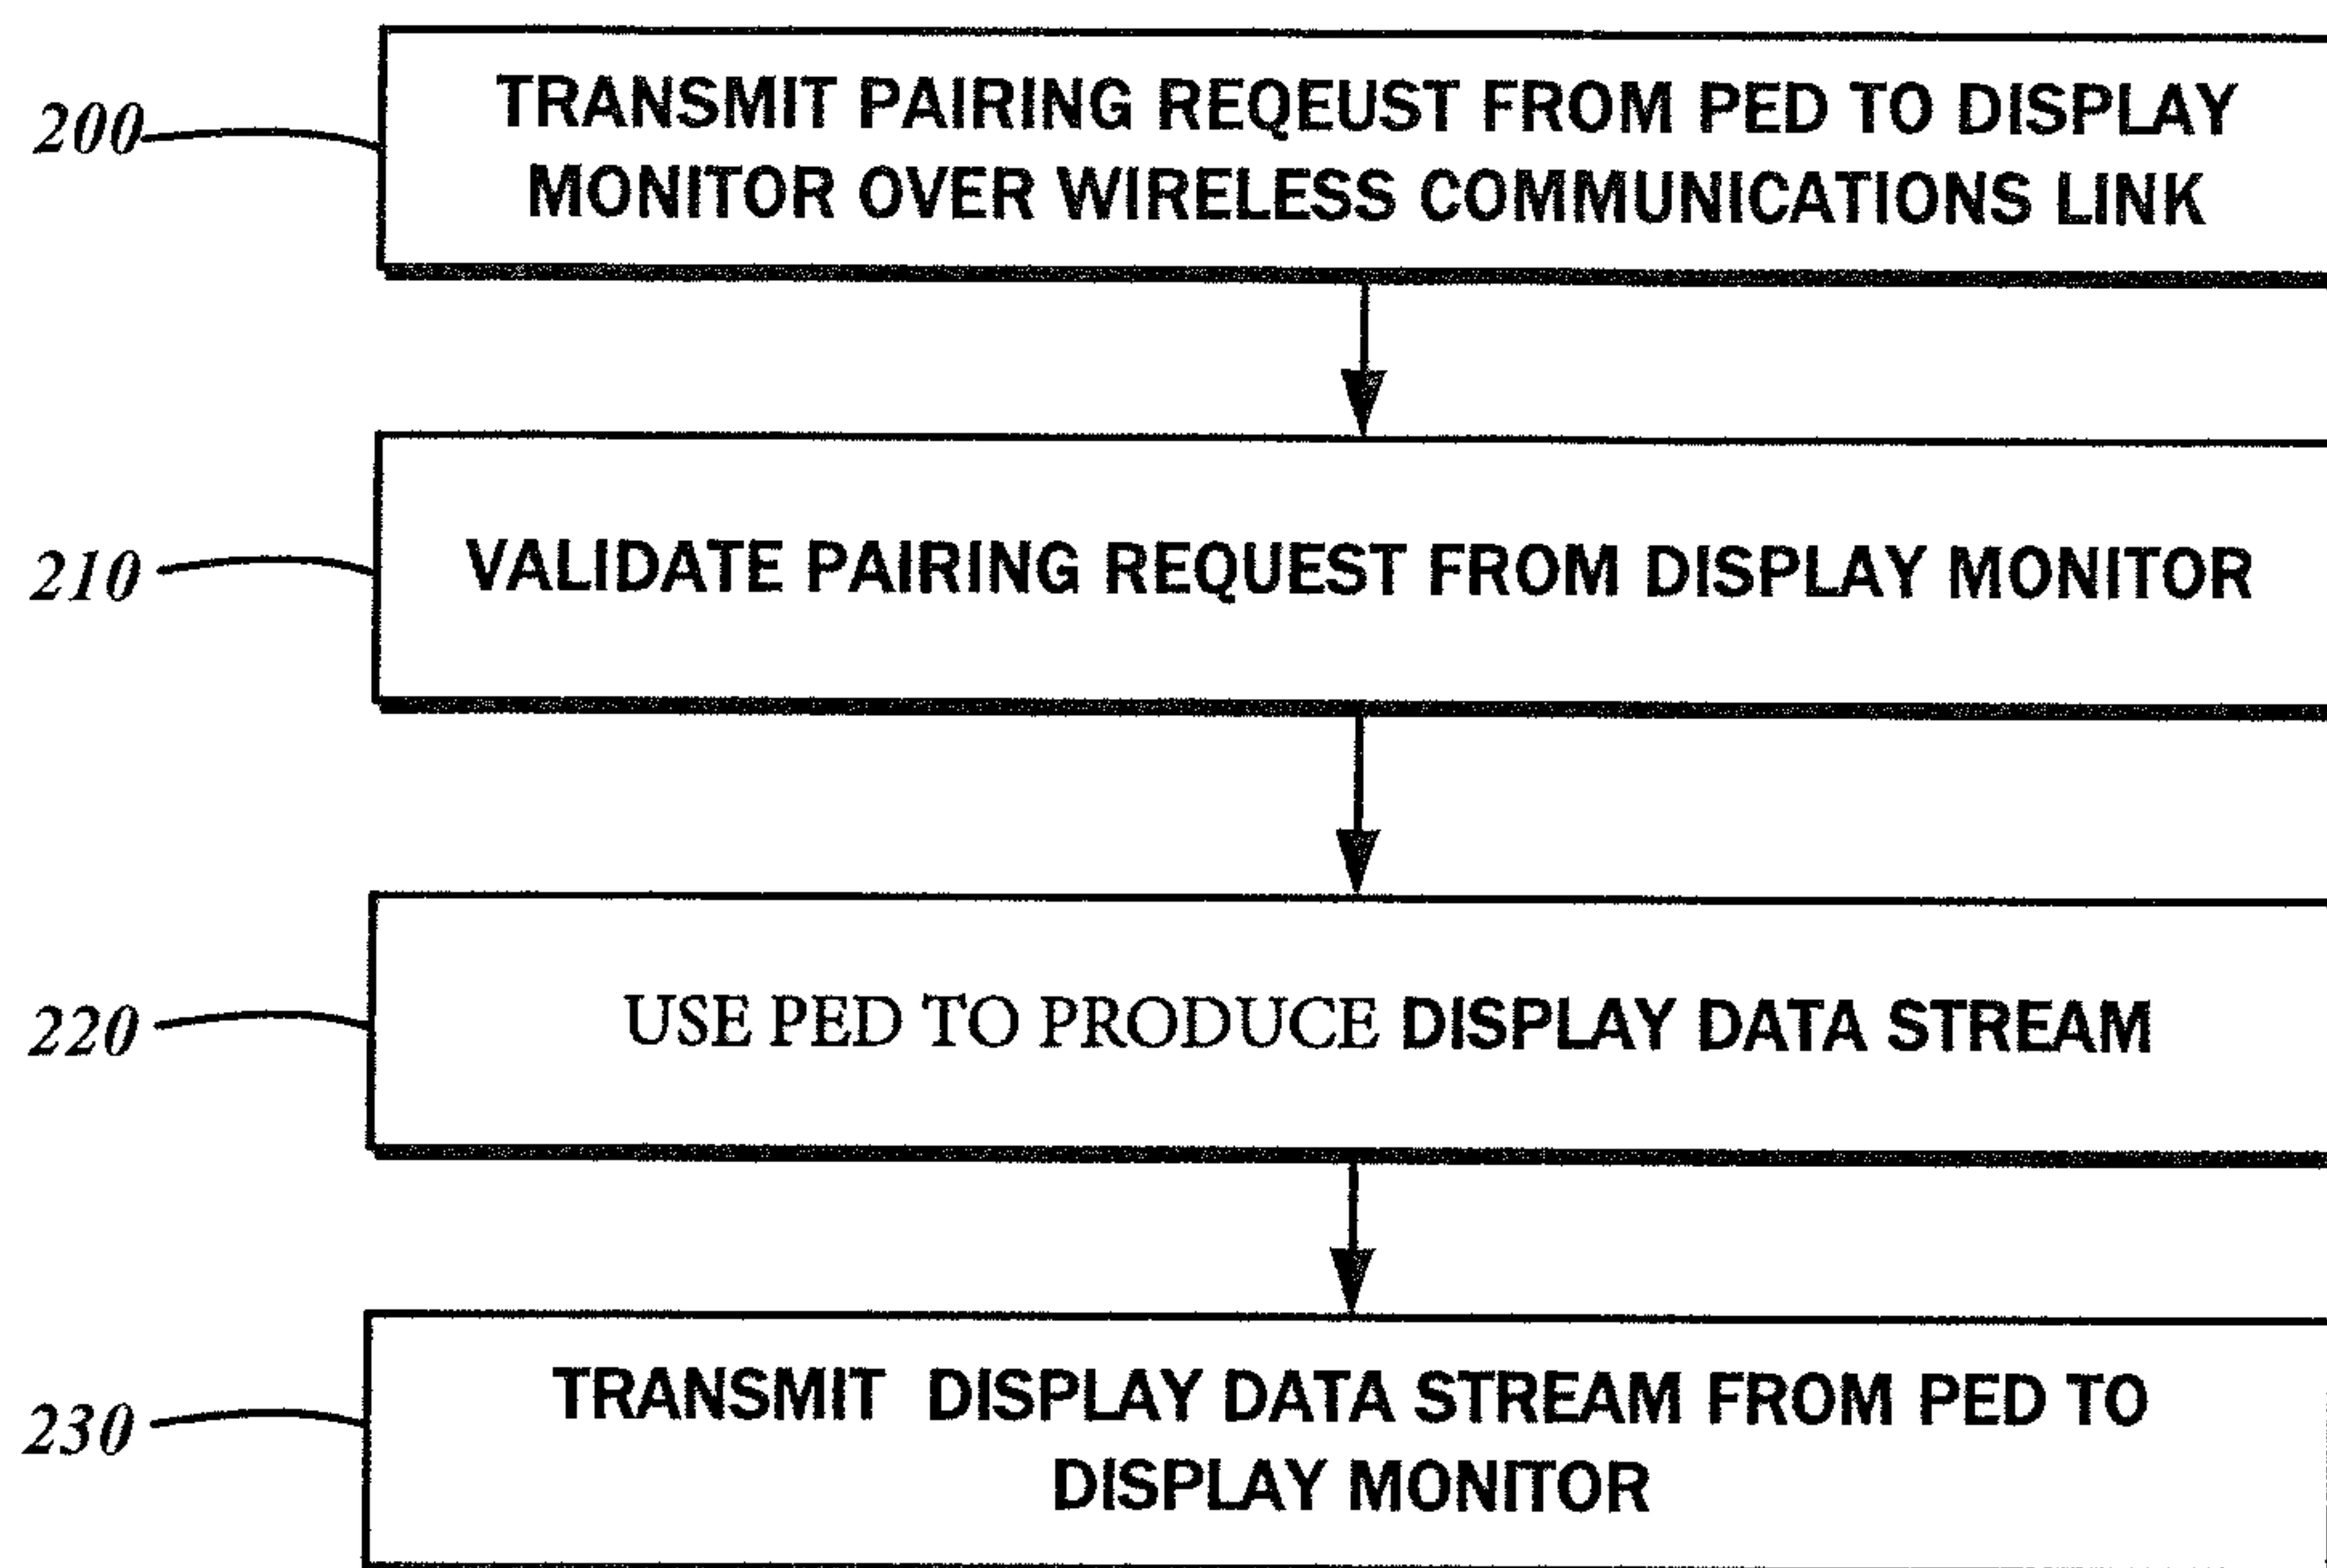 200
TRANSMIT PAIRING REQEUST FROM PED TO DISPLAY
MONITOR OVER WIRELESS COMMUNICATIONS LINK
210
VALIDATE PAIRING REQUEST FROM DISPLAY MONITOR
220
USE PED TO PRODUCE DISPLAY DATA STREAM
230
TRANSMIT DISPLAY DATA STREAM FROM PED TO
DISPLAY MONITOR